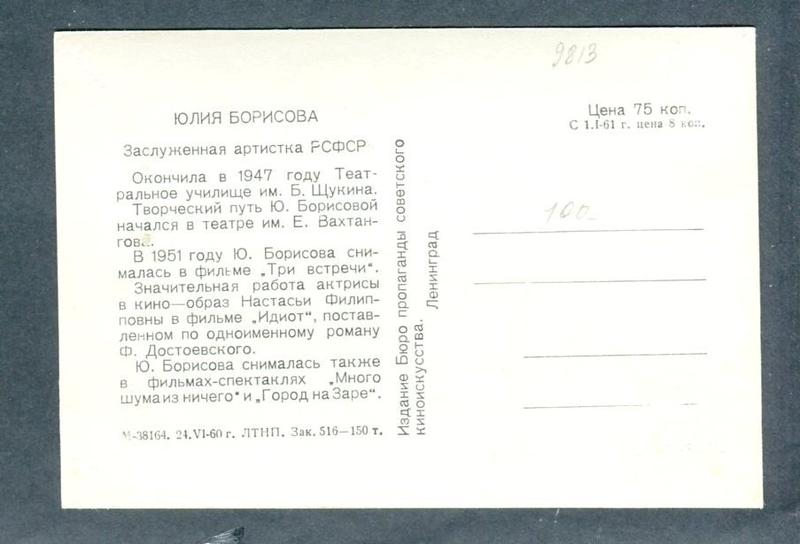 9813
ЮЛИЯ БОРИСОВА
Заслуженная артистка РСФСР
Окончила в 1947 году Теат-
ральное училище им. Б. Щукина.
Творческий путь Ю. Борисовой
начался в театре им. Е. Вахтан-
гова.
В 1951 году Ю. Борисова сни-
малась в фильме „Три встречи".
Значительная работа актрисы
в кино—образ Настасьи Филип-
повны в фильме „Идиот", постав-
ленном по одноименному роману
Ф. Достоевского.
Ю. Борисова снималась также
в фильмах-спектаклях „Много
шума из ничего" и „Город на Заре".
М-38164. 24.VI-60 г. ЛТНП. Зак. 516—150 т.
Издание Бюро пропаганды советского
киноискусства. Ленинград
Цена 75 коп.
С 1.I-61 г. цена 8 коп.
100-